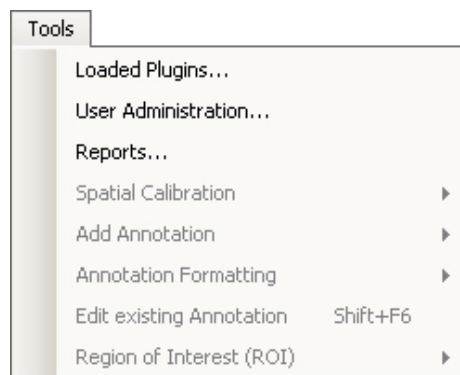 Tools
Loaded Plugins...
User Administration...
Reports...
Spatial Calibration
Add Annotation
Annotation Formatting
Edit existing Annotation Shift+F6
Region of Interest (ROI)